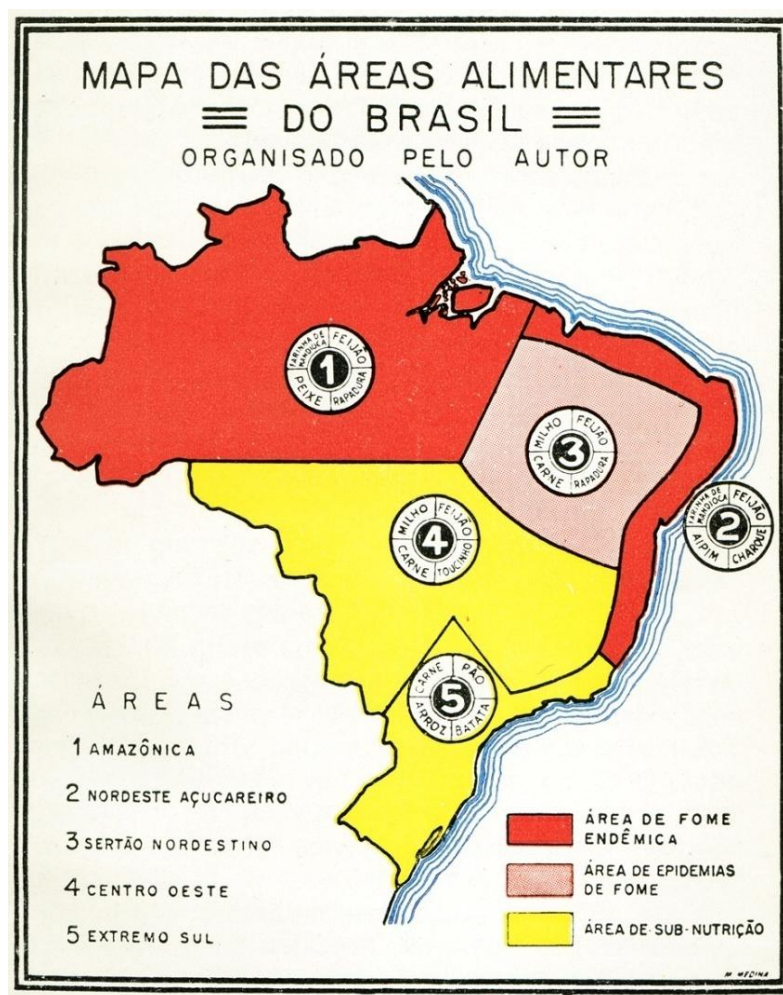 MAPA DAS ÁREAS ALIMENTARES
DO BRASIL
ORGANISADO PELO AUTOR
FARINHA DE MANDIOCA
FEIJÃO
1
PEIXE
RAPADURA
MILHO
FEIJÃO
3
CARNE
RAPADURA
FARINHA DE MANDIOCA
FEIJÃO
2
AIPIM
CHARQUE
MILHO
FEIJÃO
4
CARNE
TOUCINHO
CARNE
PÃO
5
ARROZ
BATATA
ÁREAS
1 AMAZÔNICA
2 NORDESTE AÇUCAREIRO
3 SERTÃO NORDESTINO
4 CENTRO OESTE
5 EXTREMO SUL
ÁREA DE FOME
ENDÊMICA
ÁREA DE EPIDEMIAS
DE FOME
ÁREA DE SUB-NUTRIÇÃO
M MEDINA